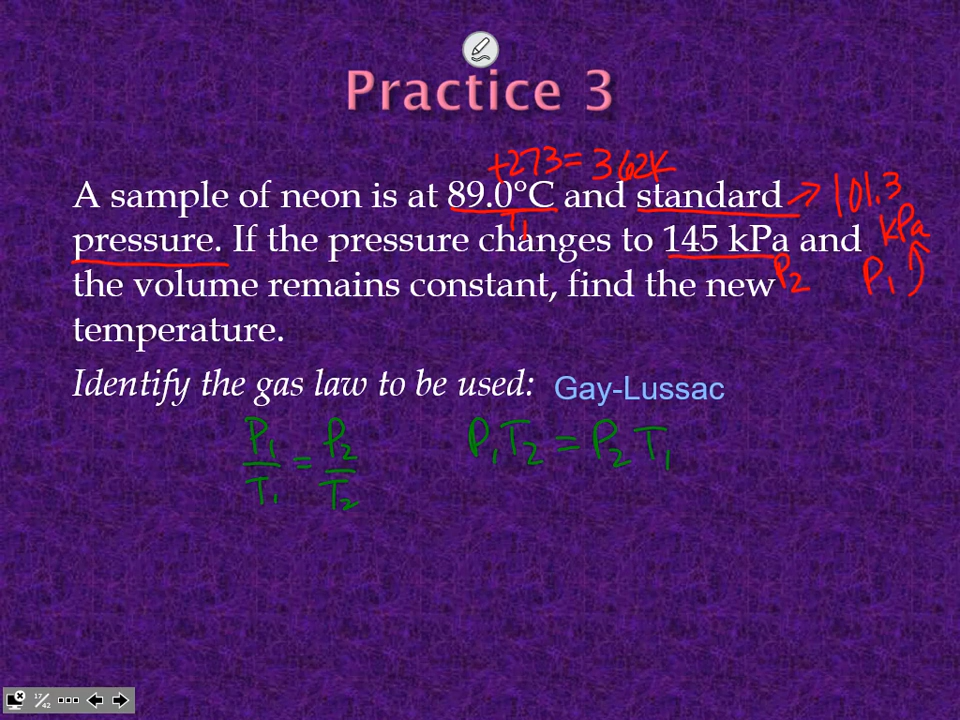 Practice 3
+273 = 362K
A sample of neon is at 89.0°C and standard → 101.3
T1
pressure. If the pressure changes to 145 kPa and kPa
the volume remains constant, find the new P2 P1
temperature.
Identify the gas law to be used: Gay-Lussac
P1/T1 = P2/T2 P1T2 = P2T1
17/42